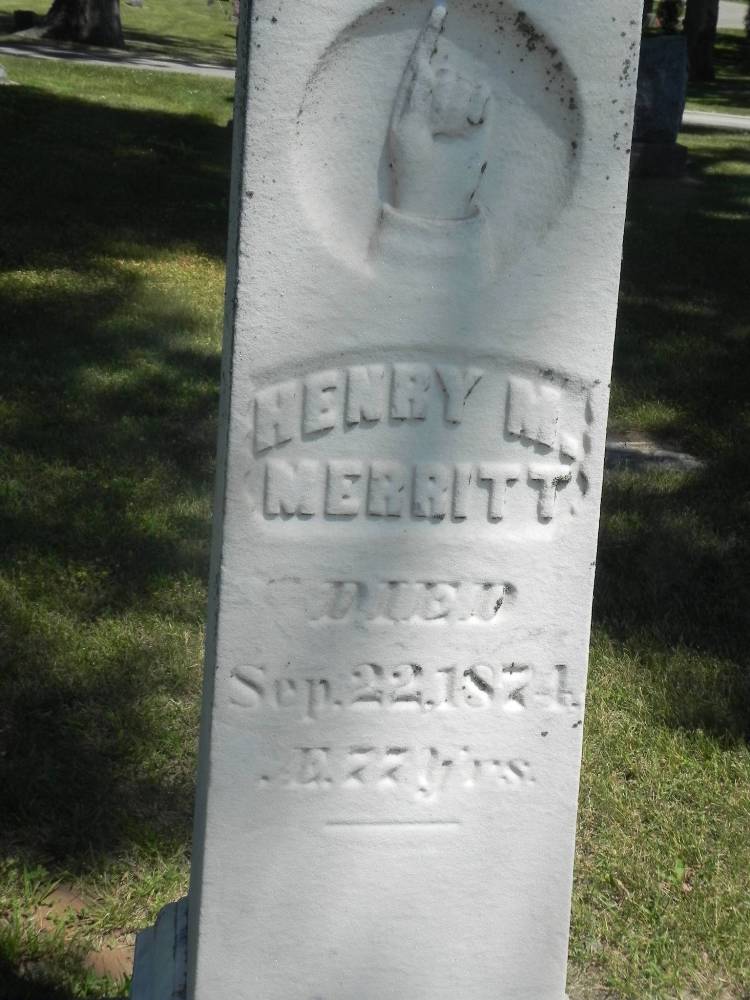 HENRY M.
MERRITT
DIED
Sep. 22, 1874.
Æ. 77 Yrs.